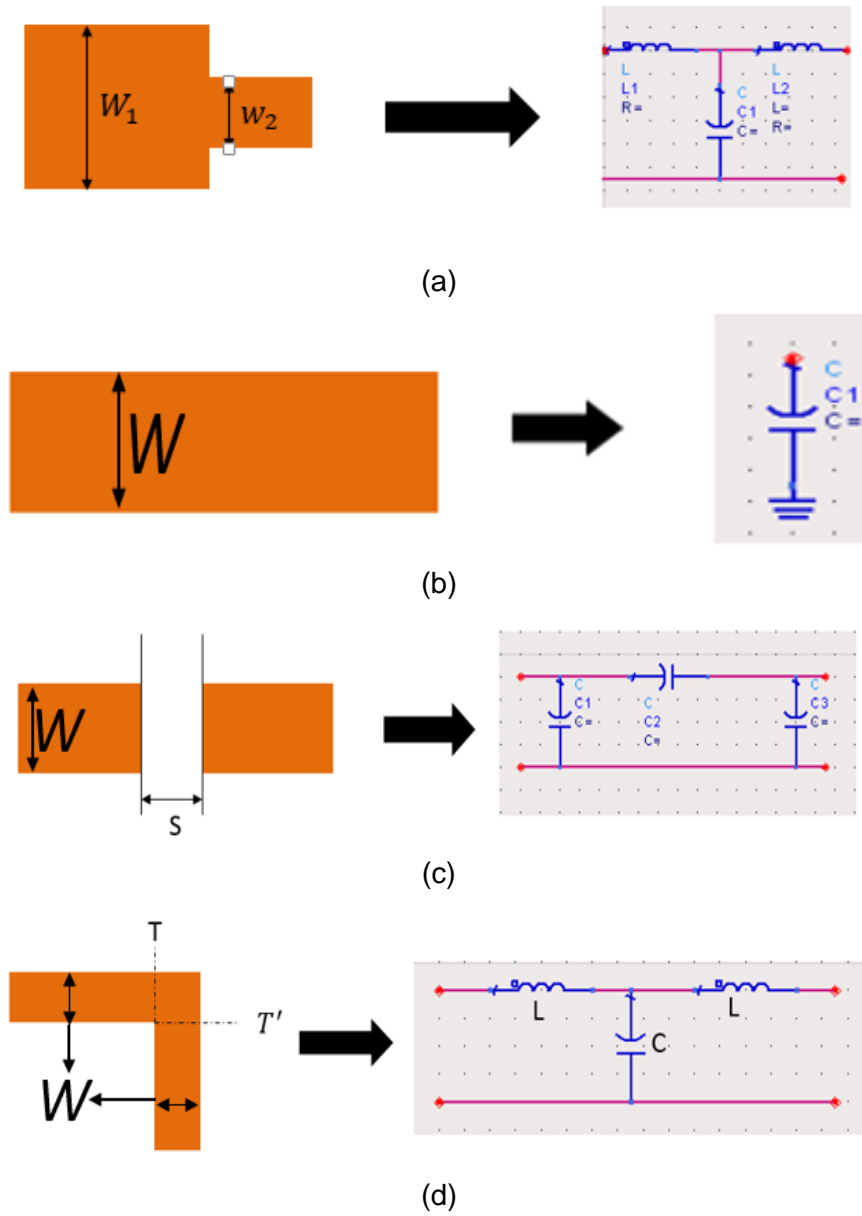 W₁
w₂
L
L1
R=
C
C1
C=
L
L2
L=
R=
(a)
W
C
C1
C=
(b)
W
S
C
C1
C=
C
C2
C=
C
C3
C=
(c)
T
T′
W
L
L
C
(d)